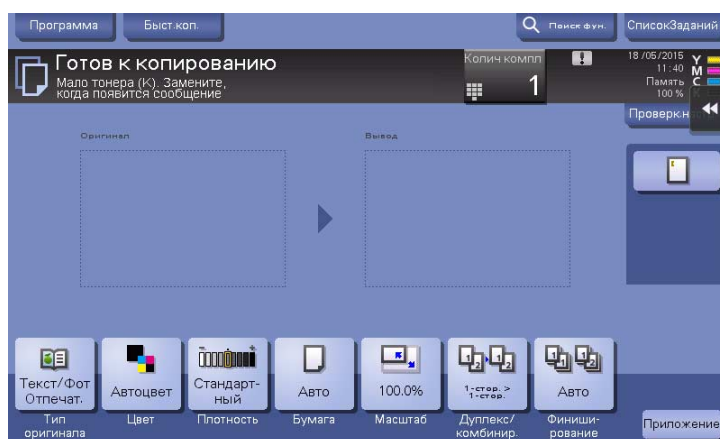 Программа
Быст.коп.
Поиск фун.
СписокЗаданий
Готов к копированию
Мало тонера (K). Замените,
когда появится сообщение
Колич компл
1
18/05/2015
11:40
Память
100 %
Y
M
C
K
Проверк.
Оригинал
Вывод
Текст/Фот
Отпечат.
Автоцвет
Стандарт-
ный
Авто
100.0%
1-стор. >
1-стор.
Авто
Тип
оригинала
Цвет
Плотность
Бумага
Масштаб
Дуплекс/
комбинир.
Финиши-
рование
Приложение